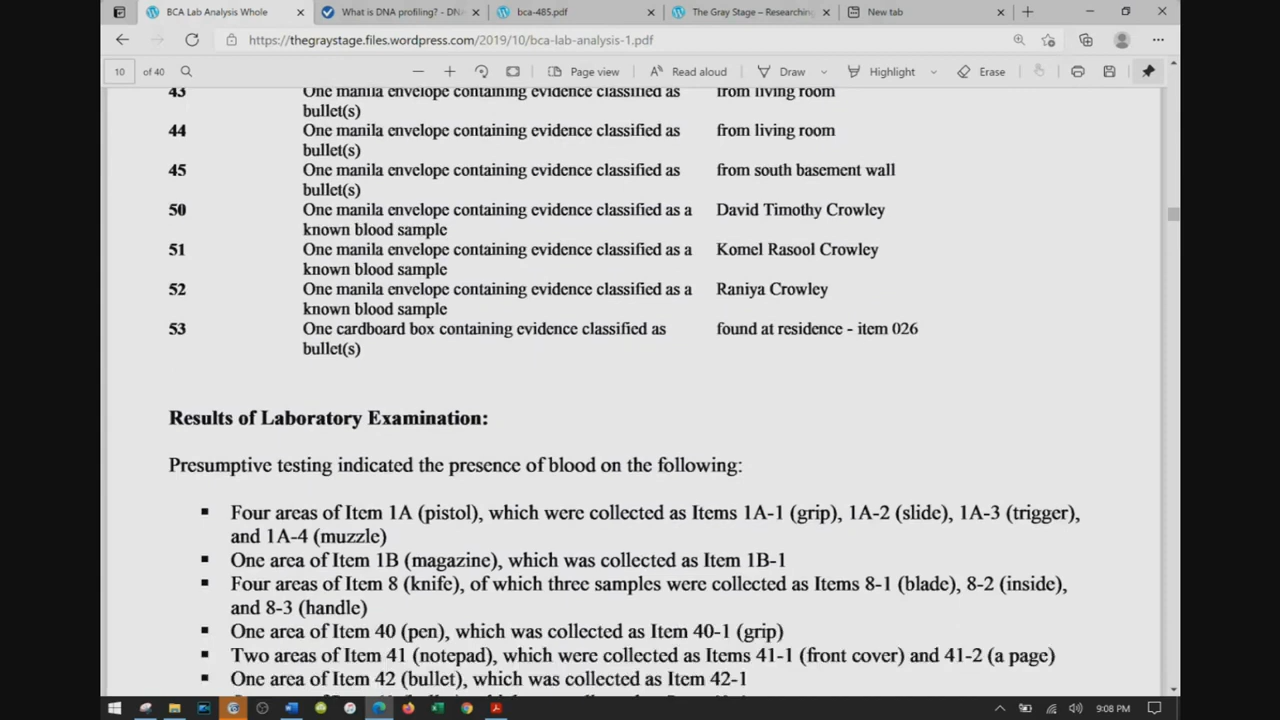 BCA Lab Analysis Whole
What is DNA profiling? - DN
bca-485.pdf
The Gray Stage – Researching
New tab
https://thegraystage.files.wordpress.com/2019/10/bca-lab-analysis-1.pdf
10 of 40
Page view
Read aloud
Draw
Highlight
Erase
43 One manila envelope containing evidence classified as from living room
bullet(s)
44 One manila envelope containing evidence classified as from living room
bullet(s)
45 One manila envelope containing evidence classified as from south basement wall
bullet(s)
50 One manila envelope containing evidence classified as a David Timothy Crowley
known blood sample
51 One manila envelope containing evidence classified as a Komel Rasool Crowley
known blood sample
52 One manila envelope containing evidence classified as a Raniya Crowley
known blood sample
53 One cardboard box containing evidence classified as found at residence - item 026
bullet(s)
Results of Laboratory Examination:
Presumptive testing indicated the presence of blood on the following:
▪ Four areas of Item 1A (pistol), which were collected as Items 1A-1 (grip), 1A-2 (slide), 1A-3 (trigger),
and 1A-4 (muzzle)
▪ One area of Item 1B (magazine), which was collected as Item 1B-1
▪ Four areas of Item 8 (knife), of which three samples were collected as Items 8-1 (blade), 8-2 (inside),
and 8-3 (handle)
▪ One area of Item 40 (pen), which was collected as Item 40-1 (grip)
▪ Two areas of Item 41 (notepad), which were collected as Items 41-1 (front cover) and 41-2 (a page)
▪ One area of Item 42 (bullet), which was collected as Item 42-1
9:08 PM